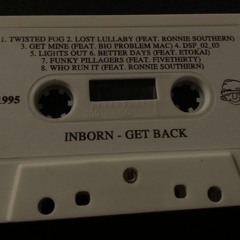 1. TWISTED FOG 2. LOST LULLABY (FEAT. RONNIE SOUTHERN)
3. GET MINE (FEAT. BIG PROBLEM MAC) 4. DSP_02_03
5. LIGHTS OUT 6. BETTER DAYS (FEAT. ETOKAI)
7. FUNKY PILLAGERS (FEAT. FIVETHIRTY)
8. WHO RUN IT (FEAT. RONNIE SOUTHERN)
1995
INBORN - GET BACK